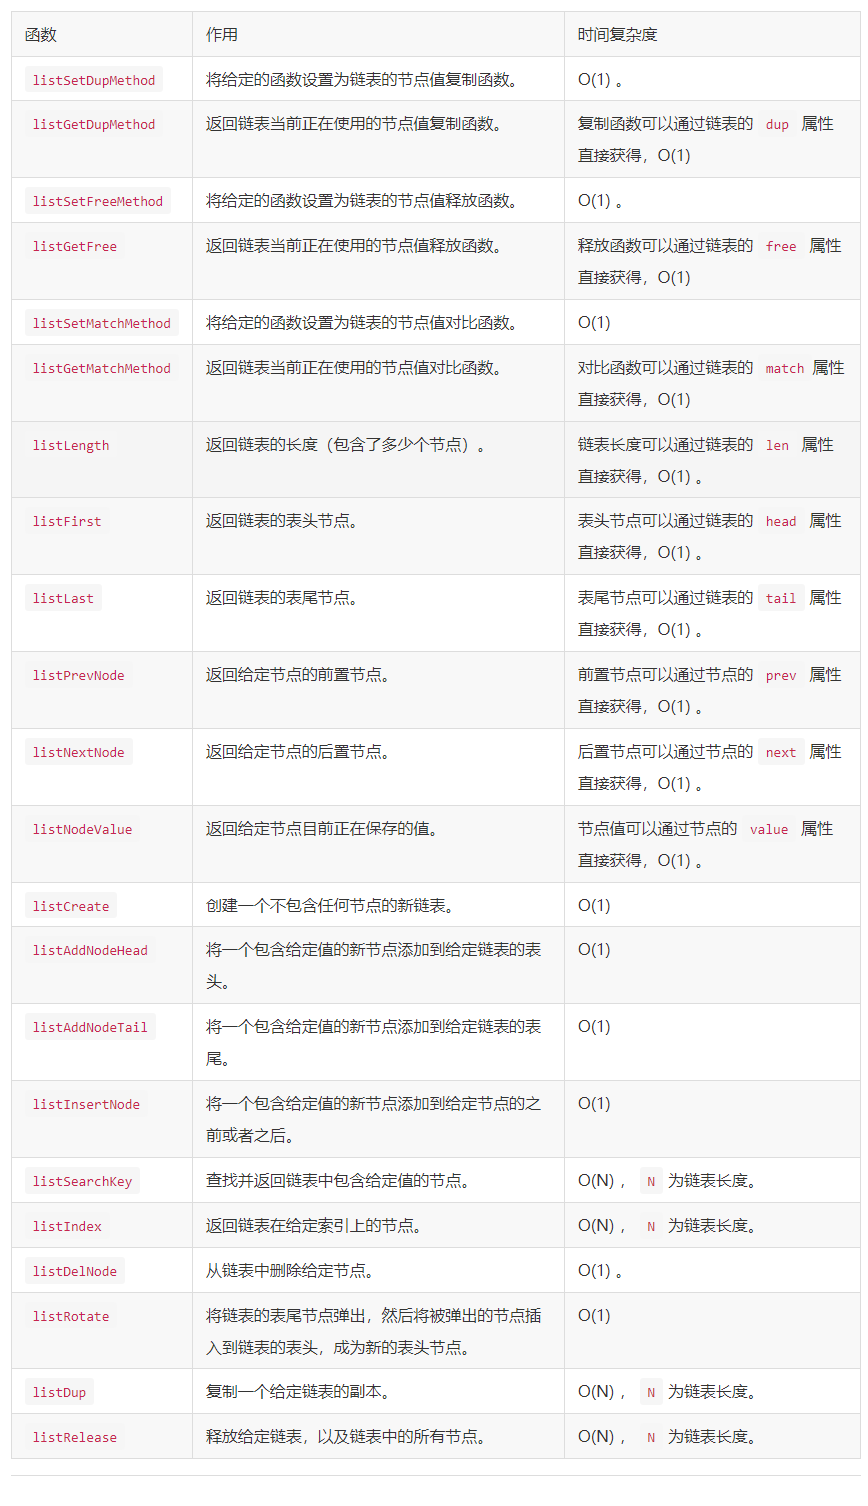 函数 作用 时间复杂度
listSetDupMethod 将给定的函数设置为链表的节点值复制函数。 O(1) 。
listGetDupMethod 返回链表当前正在使用的节点值复制函数。 复制函数可以通过链表的 dup 属性
直接获得，O(1)
listSetFreeMethod 将给定的函数设置为链表的节点值释放函数。 O(1) 。
listGetFree 返回链表当前正在使用的节点值释放函数。 释放函数可以通过链表的 free 属性
直接获得，O(1)
listSetMatchMethod 将给定的函数设置为链表的节点值对比函数。 O(1)
listGetMatchMethod 返回链表当前正在使用的节点值对比函数。 对比函数可以通过链表的 match 属性
直接获得，O(1)
listLength 返回链表的长度（包含了多少个节点）。 链表长度可以通过链表的 len 属性
直接获得，O(1) 。
listFirst 返回链表的表头节点。 表头节点可以通过链表的 head 属性
直接获得，O(1) 。
listLast 返回链表的表尾节点。 表尾节点可以通过链表的 tail 属性
直接获得，O(1) 。
listPrevNode 返回给定节点的前置节点。 前置节点可以通过节点的 prev 属性
直接获得，O(1) 。
listNextNode 返回给定节点的后置节点。 后置节点可以通过节点的 next 属性
直接获得，O(1) 。
listNodeValue 返回给定节点目前正在保存的值。 节点值可以通过节点的 value 属性
直接获得，O(1) 。
listCreate 创建一个不包含任何节点的新链表。 O(1)
listAddNodeHead 将一个包含给定值的新节点添加到给定链表的表 O(1)
头。
listAddNodeTail 将一个包含给定值的新节点添加到给定链表的表 O(1)
尾。
listInsertNode 将一个包含给定值的新节点添加到给定节点的之 O(1)
前或者之后。
listSearchKey 查找并返回链表中包含给定值的节点。 O(N) ， N 为链表长度。
listIndex 返回链表在给定索引上的节点。 O(N) ， N 为链表长度。
listDelNode 从链表中删除给定节点。 O(1) 。
listRotate 将链表的表尾节点弹出，然后将被弹出的节点插 O(1)
入到链表的表头，成为新的表头节点。
listDup 复制一个给定链表的副本。 O(N) ， N 为链表长度。
listRelease 释放给定链表，以及链表中的所有节点。 O(N) ， N 为链表长度。